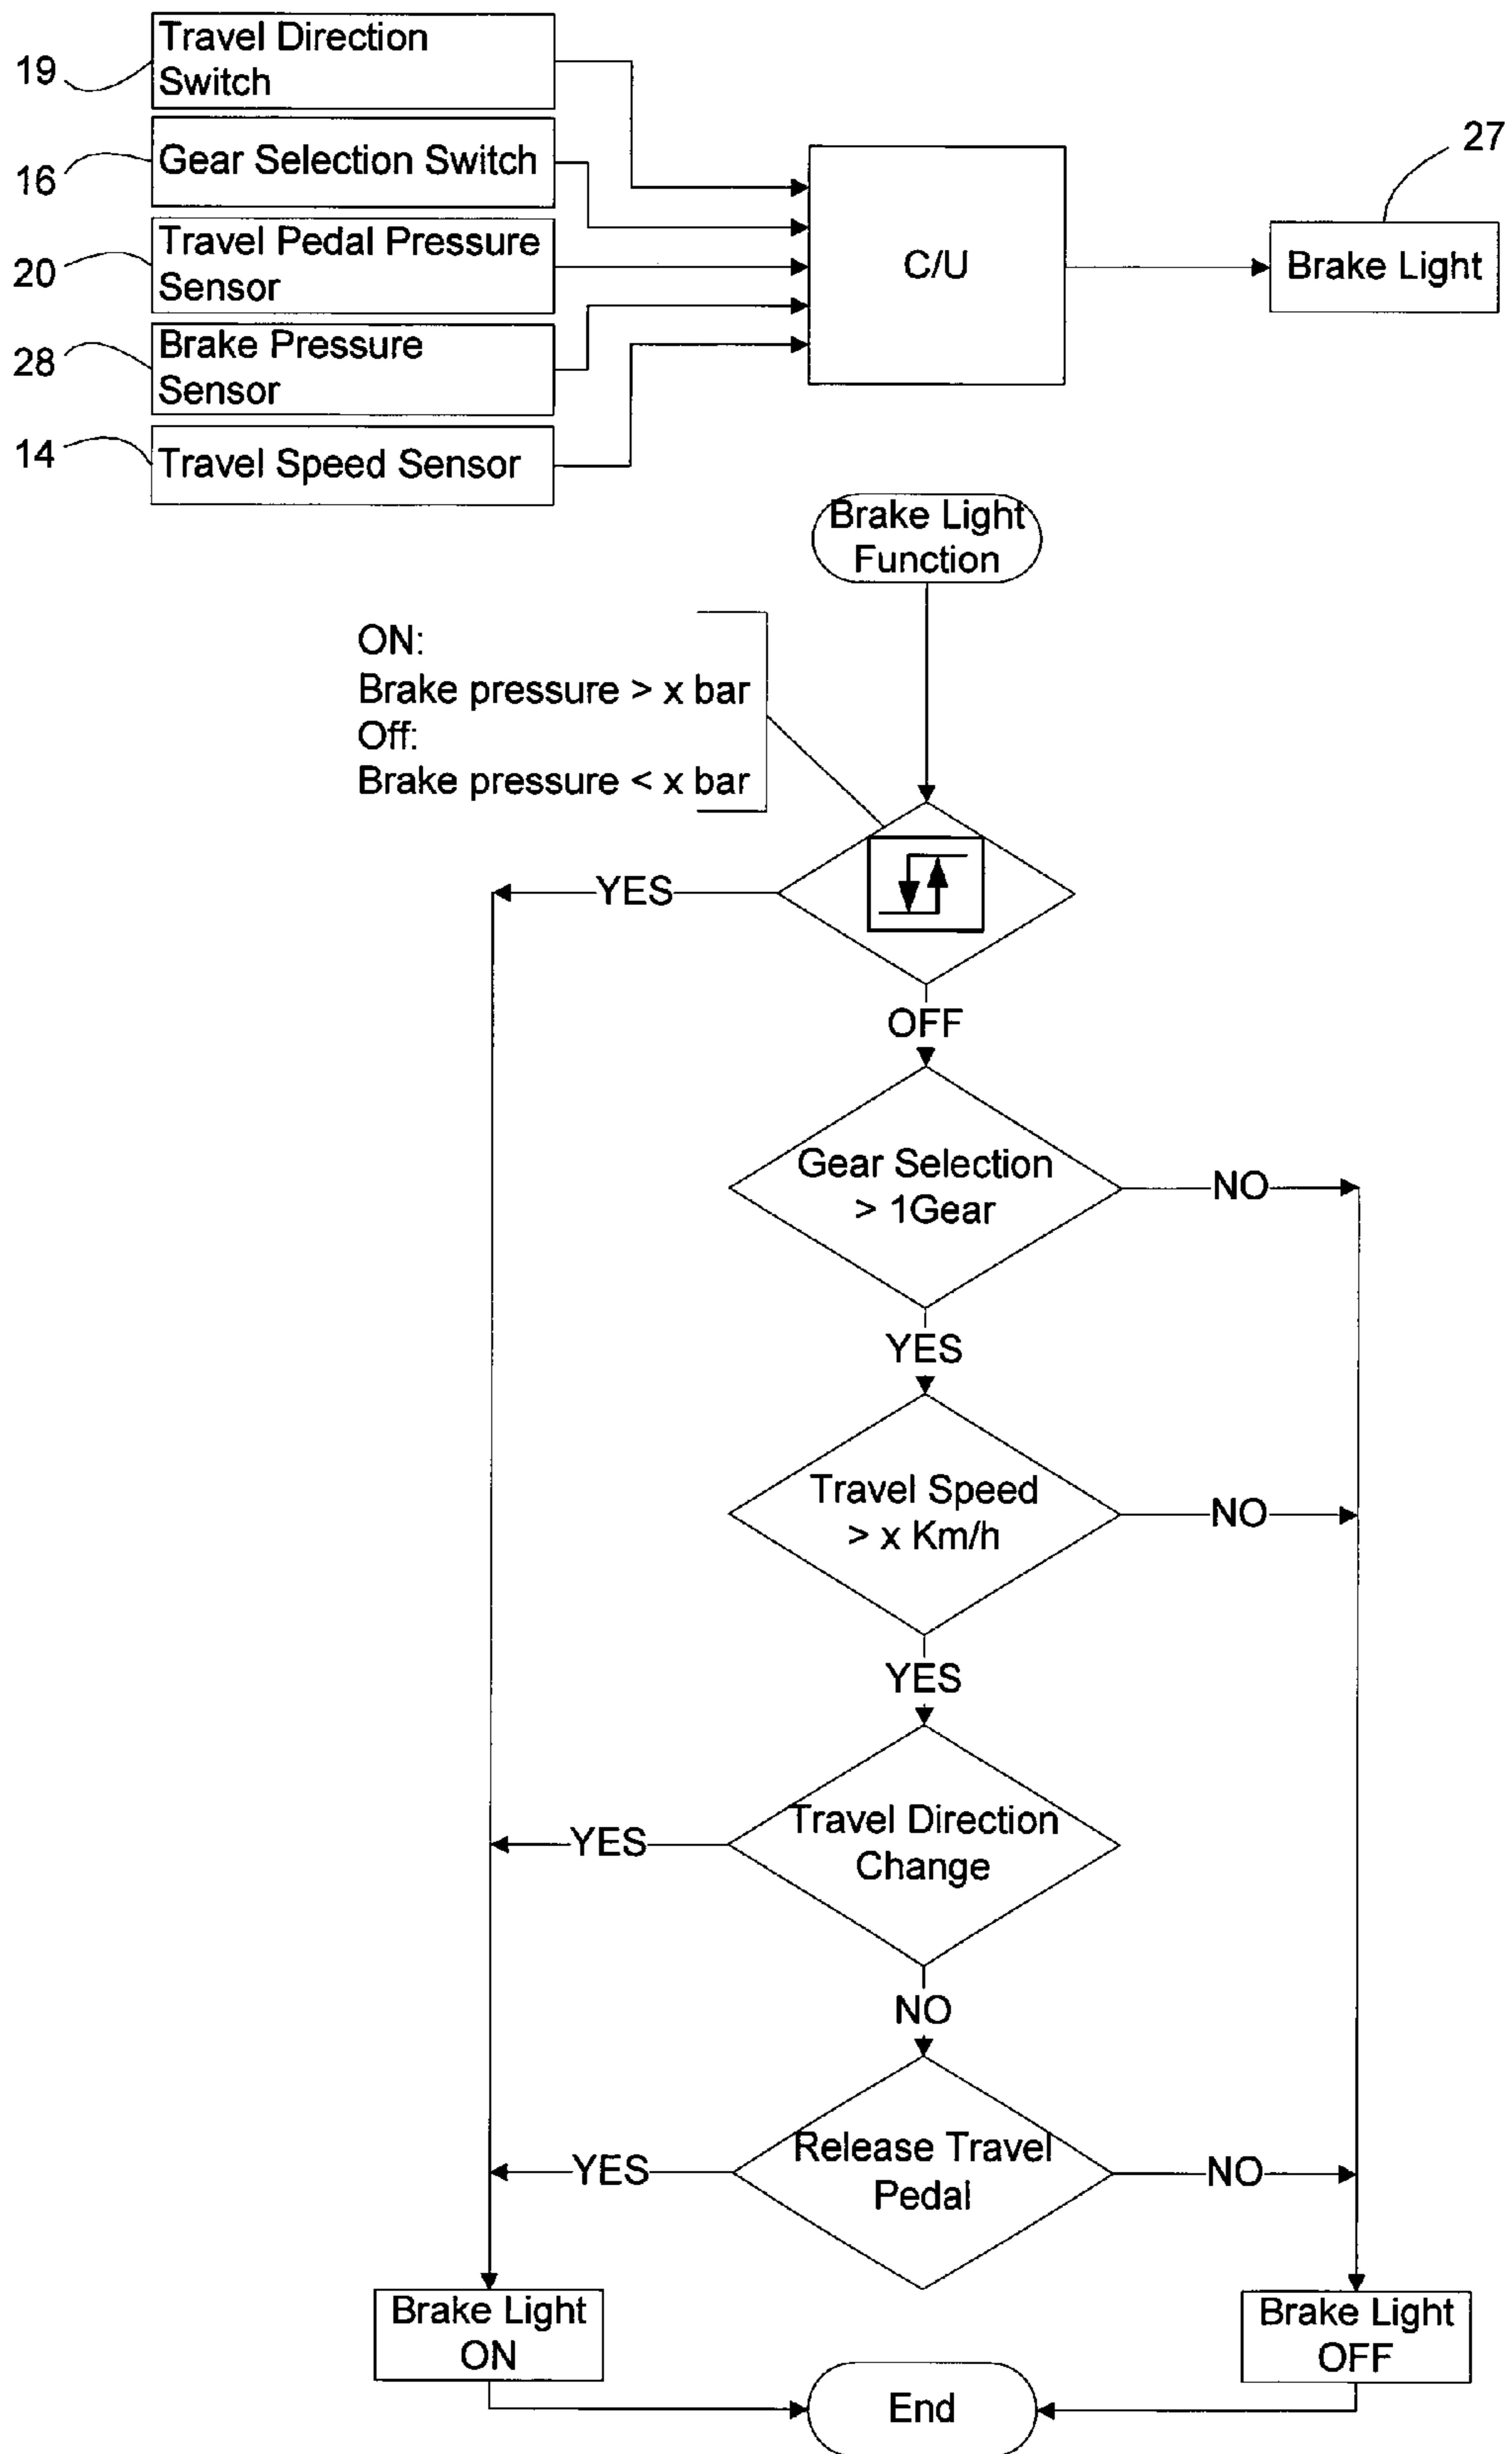 Travel Direction
Switch
19
Gear Selection Switch
16
Travel Pedal Pressure
Sensor
20
Brake Pressure
Sensor
28
Travel Speed Sensor
14
C/U
27
Brake Light
Brake Light
Function
ON:
Brake pressure > x bar
Off:
Brake pressure < x bar
YES
OFF
Gear Selection
> 1Gear
NO
YES
Travel Speed
> x Km/h
NO
YES
Travel Direction
Change
YES
NO
Release Travel
Pedal
YES
NO
Brake Light
ON
Brake Light
OFF
End